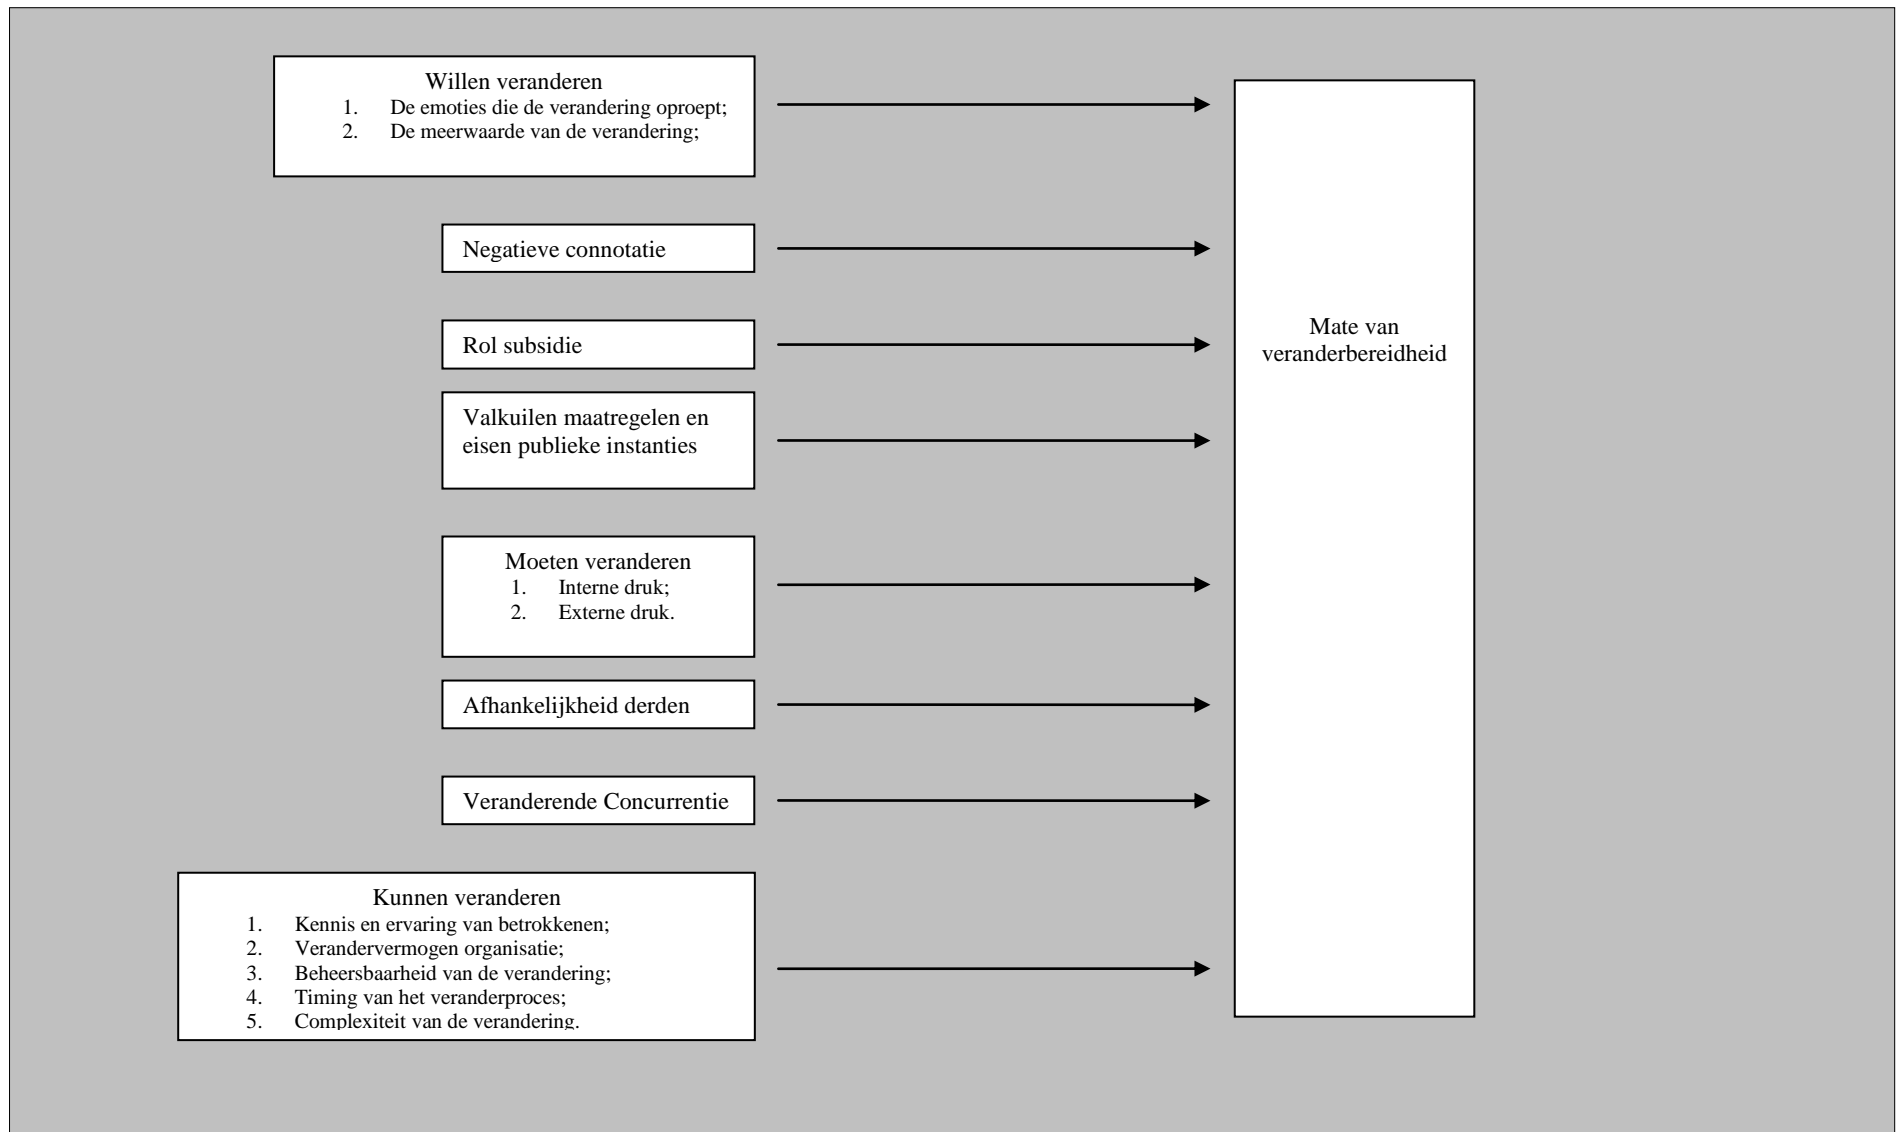 Willen veranderen
1. De emoties die de verandering oproept;
2. De meerwaarde van de verandering;
Negatieve connotatie
Rol subsidie
Mate van
veranderbereidheid
Valkuilen maatregelen en
eisen publieke instanties
Moeten veranderen
1. Interne druk;
2. Externe druk.
Afhankelijkheid derden
Veranderende Concurrentie
Kunnen veranderen
1. Kennis en ervaring van betrokkenen;
2. Verandervermogen organisatie;
3. Beheersbaarheid van de verandering;
4. Timing van het veranderproces;
5. Complexiteit van de verandering.